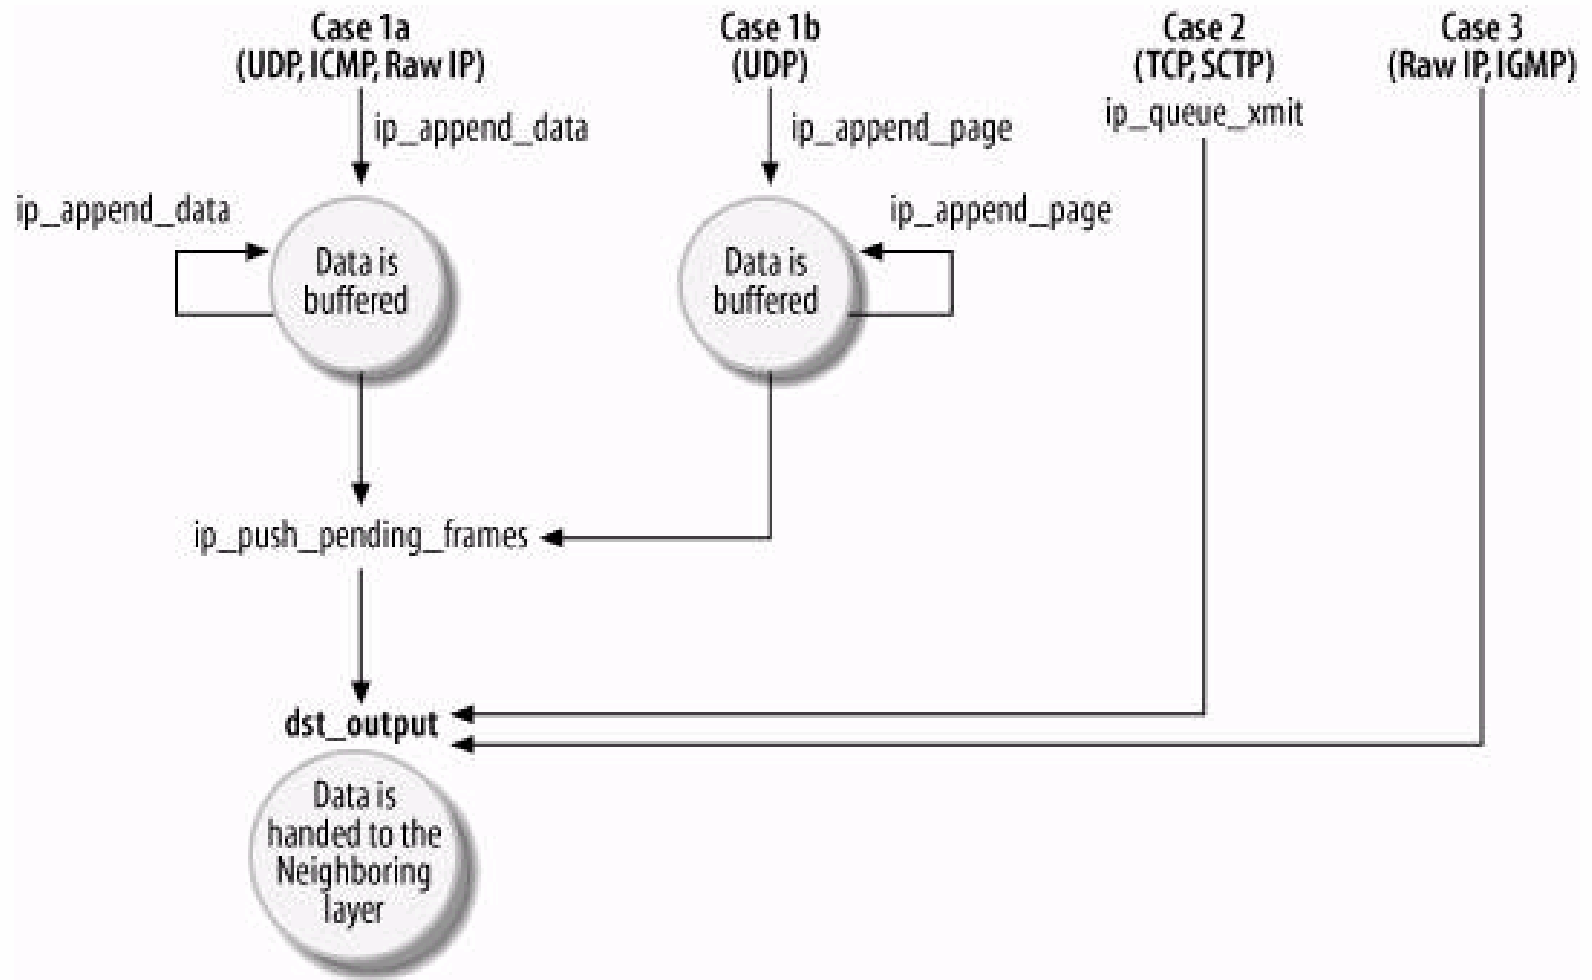 Case 1a
(UDP, ICMP, Raw IP)
Case 1b
(UDP)
Case 2
(TCP, SCTP)
Case 3
(Raw IP, IGMP)
ip_queue_xmit
ip_append_data
ip_append_page
ip_append_data
ip_append_page
Data is
buffered
Data is
buffered
ip_push_pending_frames
dst_output
Data is
handed to the
Neighboring
layer